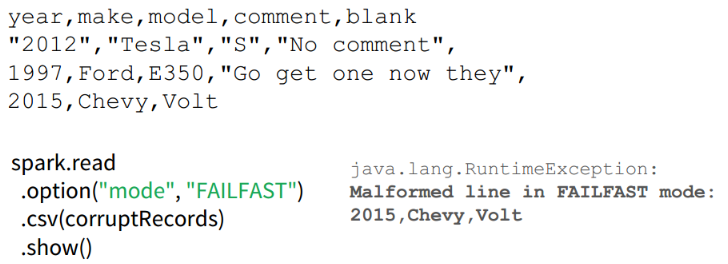 year,make,model,comment,blank
"2012","Tesla","S","No comment",
1997,Ford,E350,"Go get one now they",
2015,Chevy,Volt
spark.read
.option("mode", "FAILFAST")
.csv(corruptRecords)
.show()
java.lang.RuntimeException:
Malformed line in FAILFAST mode:
2015,Chevy,Volt